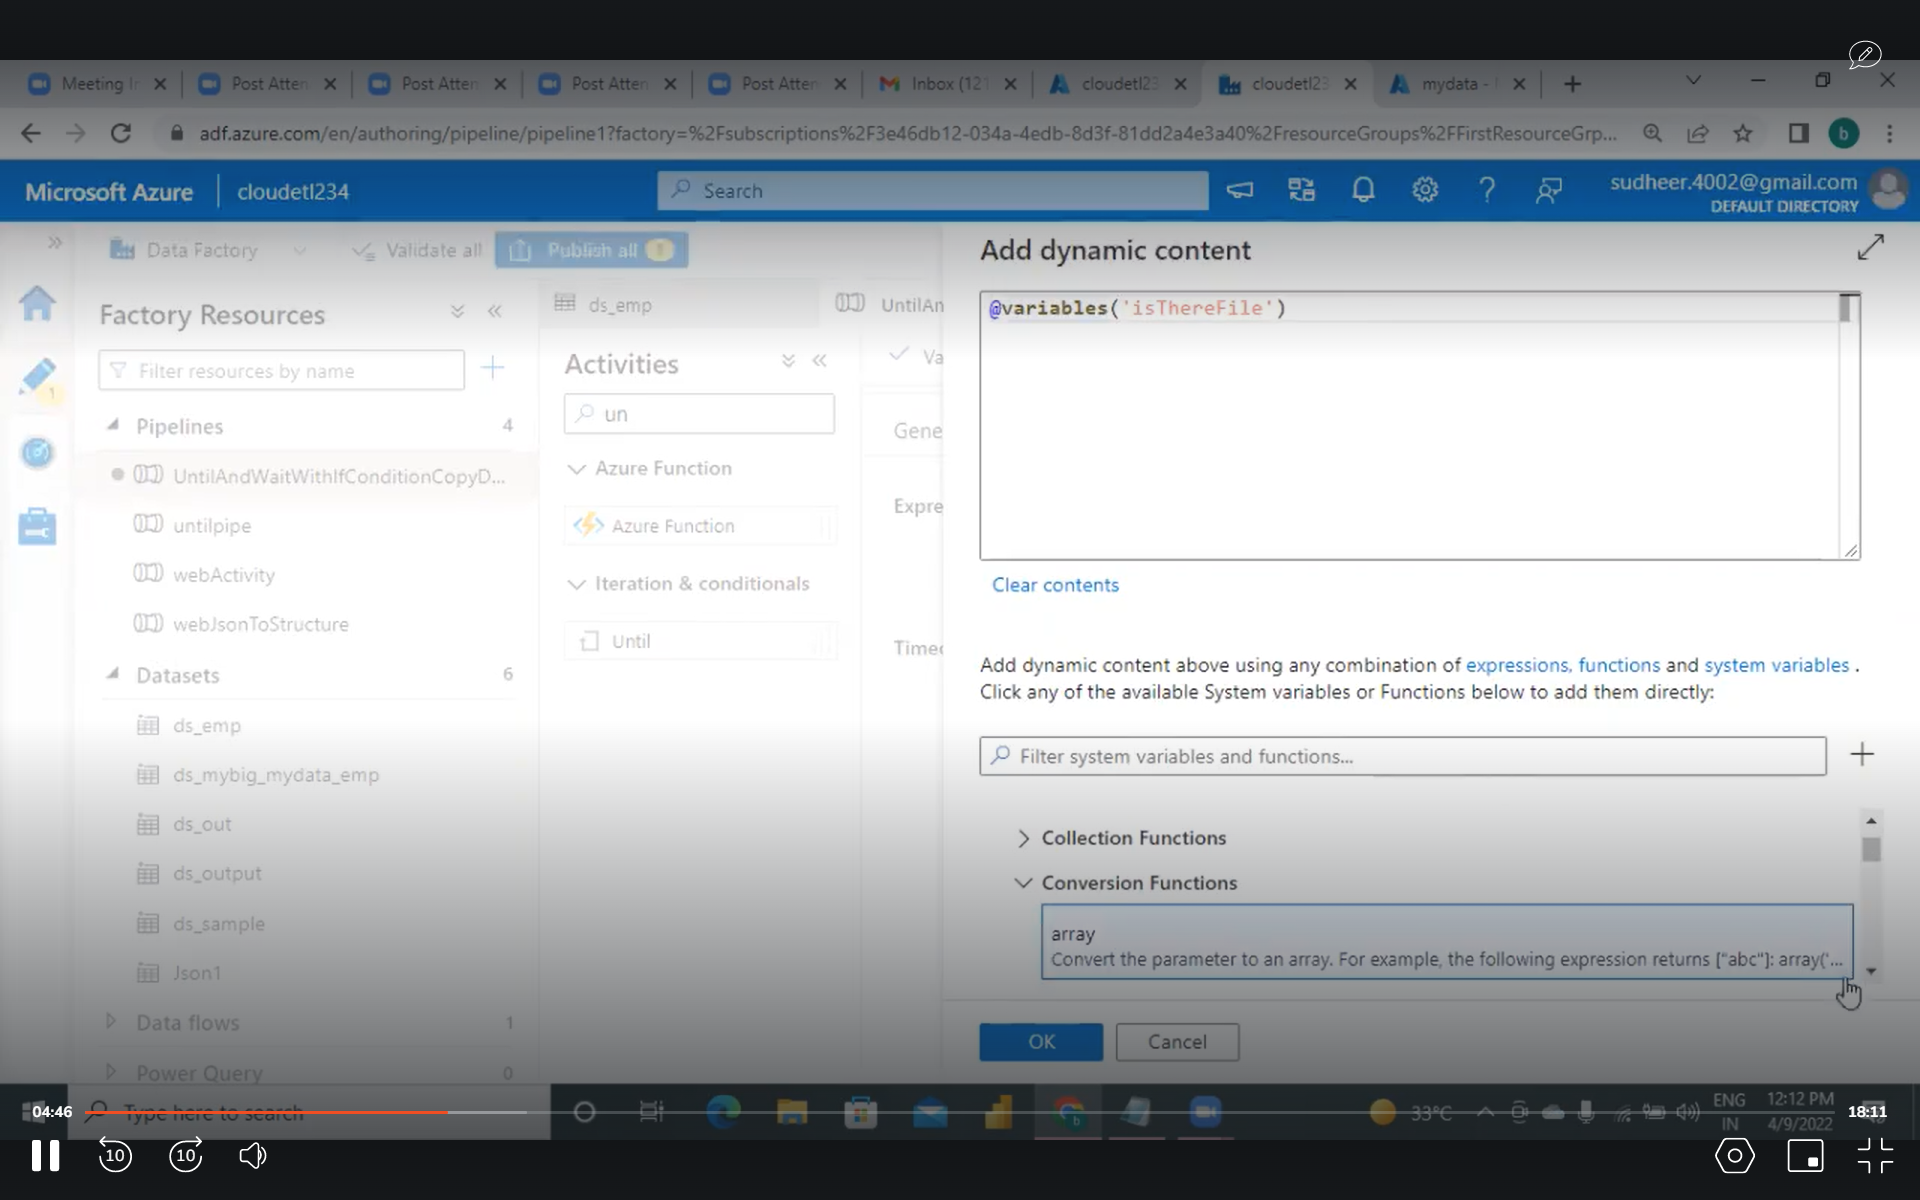 Meeting In
Post Atten
Post Atten
Post Atten
Post Atten
Inbox (121
cloudetl23
cloudetl23
mydata -
adf.azure.com/en/authoring/pipeline/pipeline1?factory=%2Fsubscriptions%2F3e46db12-034a-4edb-8d3f-81dd2a4e3a40%2FresourceGroups%2FFirstResourceGrp...
b
Microsoft Azure
cloudetl234
Search
sudheer.4002@gmail.com
DEFAULT DIRECTORY
Data Factory
Validate all
Publish all 1
Factory Resources
Filter resources by name
1
Pipelines 4
UntilAndWaitWithIfConditionCopyD...
untilpipe
webActivity
webJsonToStructure
Datasets 6
ds_emp
ds_mybig_mydata_emp
ds_out
ds_output
ds_sample
Json1
Data flows 1
Power Query 0
ds_emp
UntilAn
Activities
un
Azure Function
Azure Function
Iteration & conditionals
Until
Va
Gene
Expre
Time
Add dynamic content
@variables('isThereFile')
Clear contents
Add dynamic content above using any combination of expressions, functions and system variables .
Click any of the available System variables or Functions below to add them directly:
Filter system variables and functions...
Collection Functions
Conversion Functions
array
Convert the parameter to an array. For example, the following expression returns ["abc"]: array('...
OK
Cancel
Type here to search
33°C
ENG
IN
12:12 PM
4/9/2022
04:46
18:11
10
10